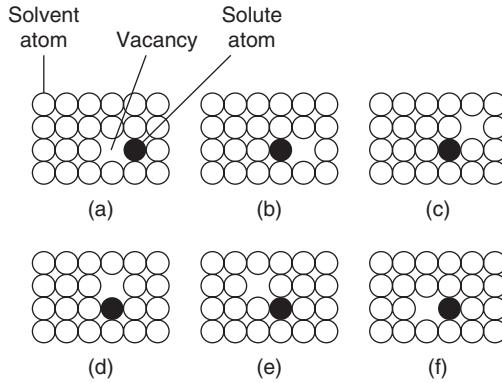 Solvent Solute
atom Vacancy atom
(a) (b) (c)
(d) (e) (f)